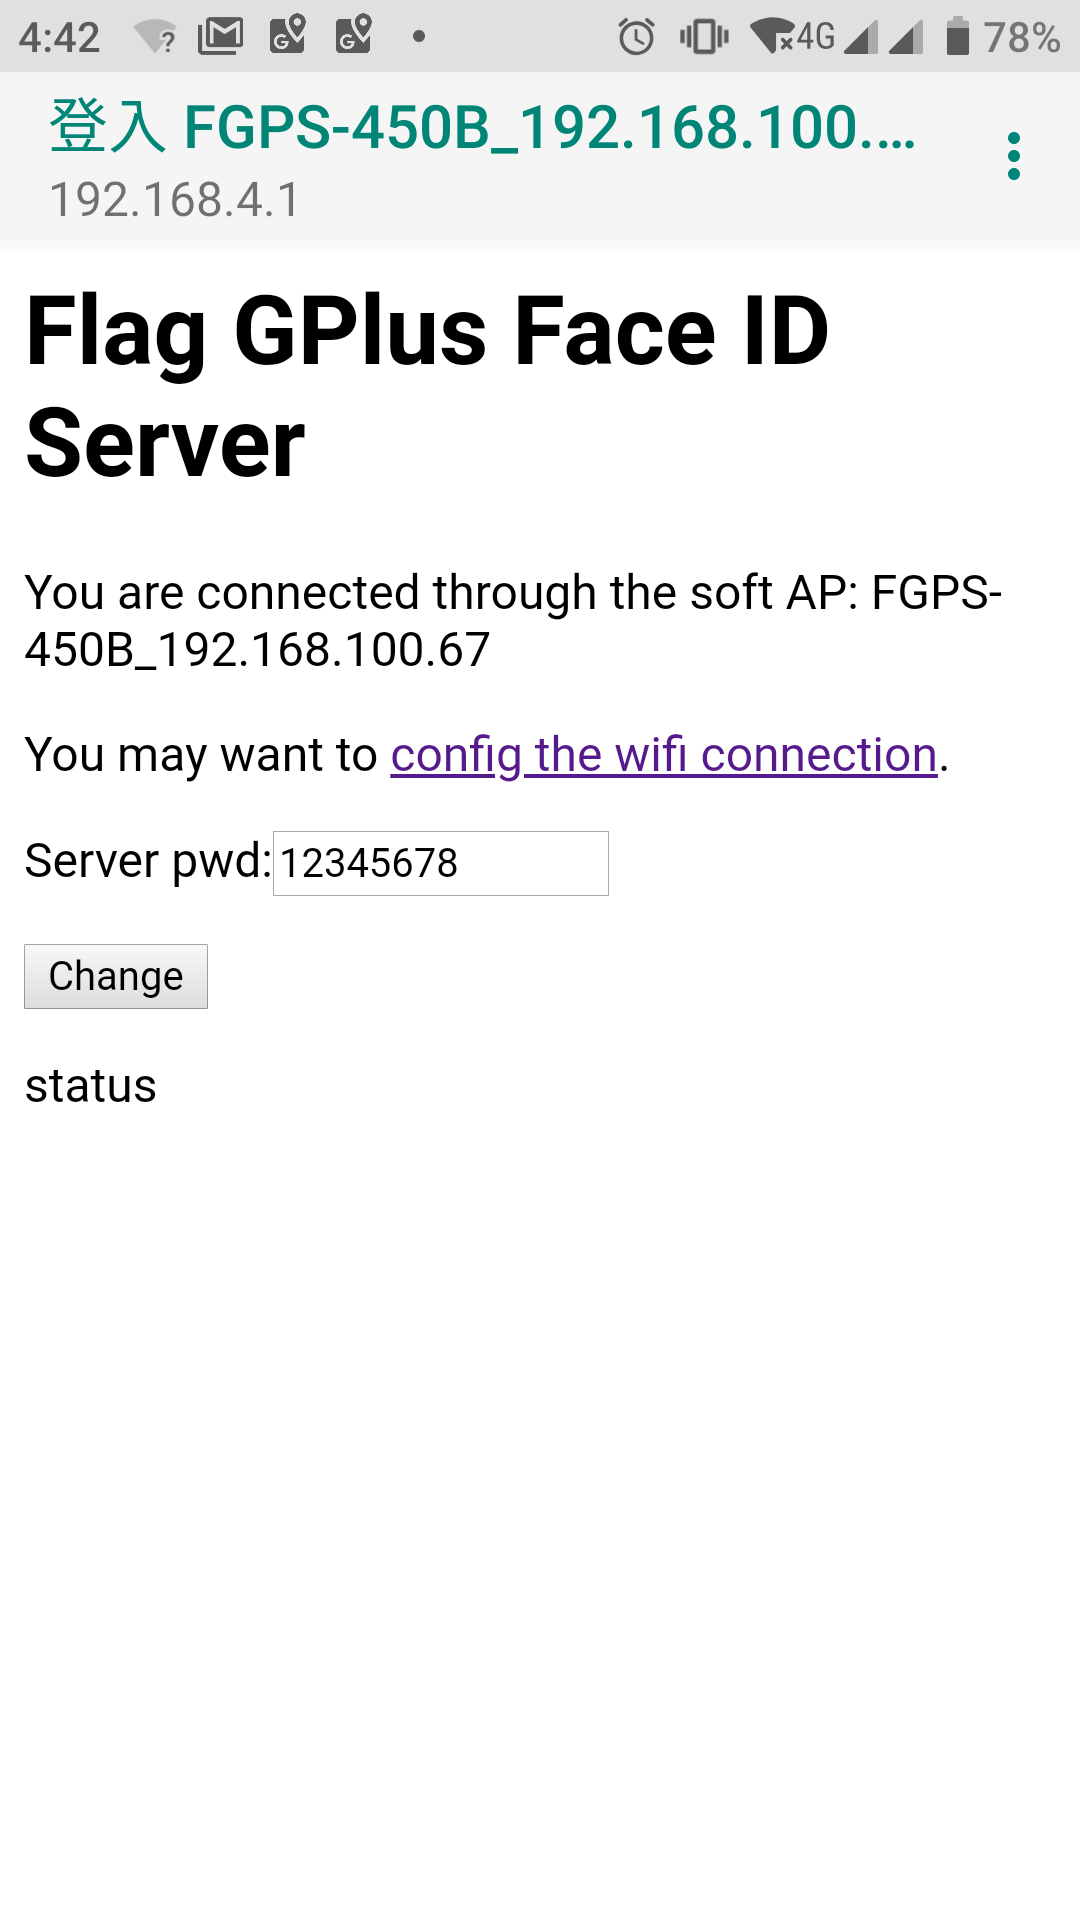 4:42 4G 78%
登入 FGPS-450B_192.168.100.…
192.168.4.1
Flag GPlus Face ID
Server
You are connected through the soft AP: FGPS-
450B_192.168.100.67
You may want to config the wifi connection.
Server pwd: 12345678
Change
status